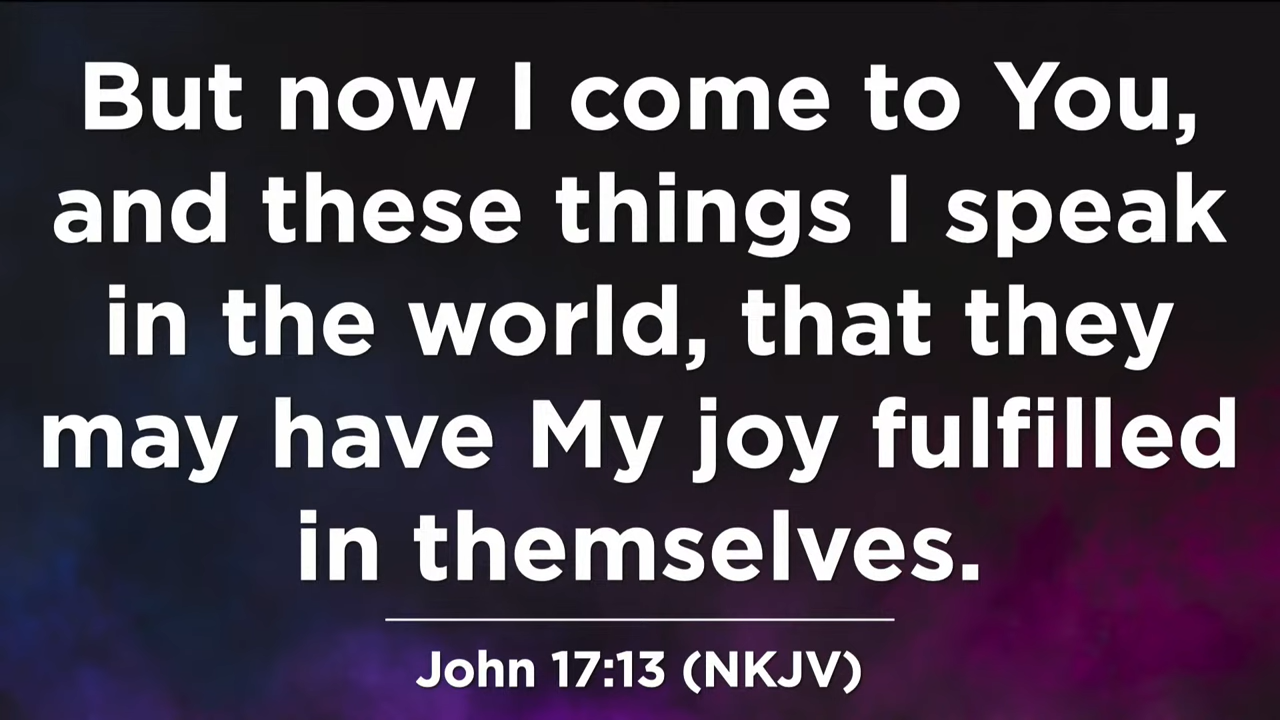 But now I come to You,
and these things I speak
in the world, that they
may have My joy fulfilled
in themselves.
John 17:13 (NKJV)